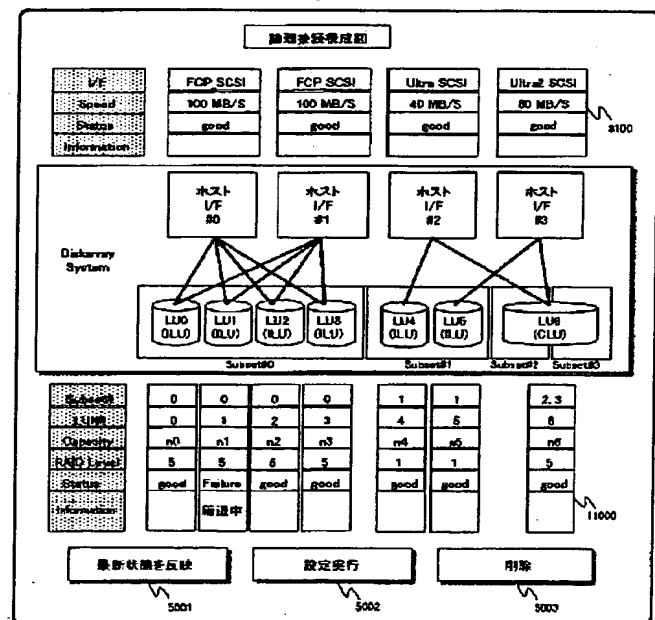 論理接続構成図
I/F FCP SCSI FCP SCSI Ultra SCSI Ultra2 SCSI
Speed 100 MB/S 100 MB/S 40 MB/S 80 MB/S
Status good good good good
Information
8100
ホスト I/F #0
ホスト I/F #1
ホスト I/F #2
ホスト I/F #3
Diskarray System
LU0 (ILU)
LU1 (ILU)
LU2 (ILU)
LU3 (ILU)
LU4 (ILU)
LU5 (ILU)
LU6 (CLU)
Subset#0 Subset#1 Subset#2 Subset#3
Subset# 0 0 0 0 1 1 2, 3
LUN# 0 1 2 3 4 5 6
Capacity n0 n1 n2 n3 n4 n5 n6
RAID Level 5 5 5 5 1 1 5
Status good Failure good good good good good
Information 閉退中
11000
最新状態を反映 設定実行 削除
5001 5002 5003